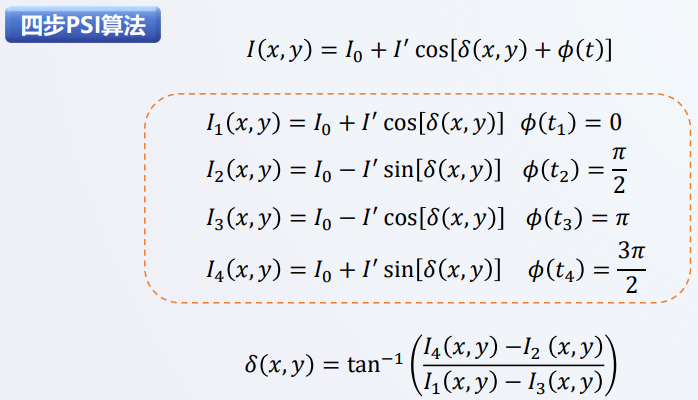 四步PSI算法
I(x, y) = I₀ + I′ cos[δ(x, y) + ϕ(t)]
I₁(x, y) = I₀ + I′ cos[δ(x, y)]  ϕ(t₁) = 0
I₂(x, y) = I₀ − I′ sin[δ(x, y)]  ϕ(t₂) = π/2
I₃(x, y) = I₀ − I′ cos[δ(x, y)]  ϕ(t₃) = π
I₄(x, y) = I₀ + I′ sin[δ(x, y)]  ϕ(t₄) = 3π/2
δ(x, y) = tan⁻¹((I₄(x, y) −I₂ (x, y))/(I₁(x, y) − I₃(x, y)))